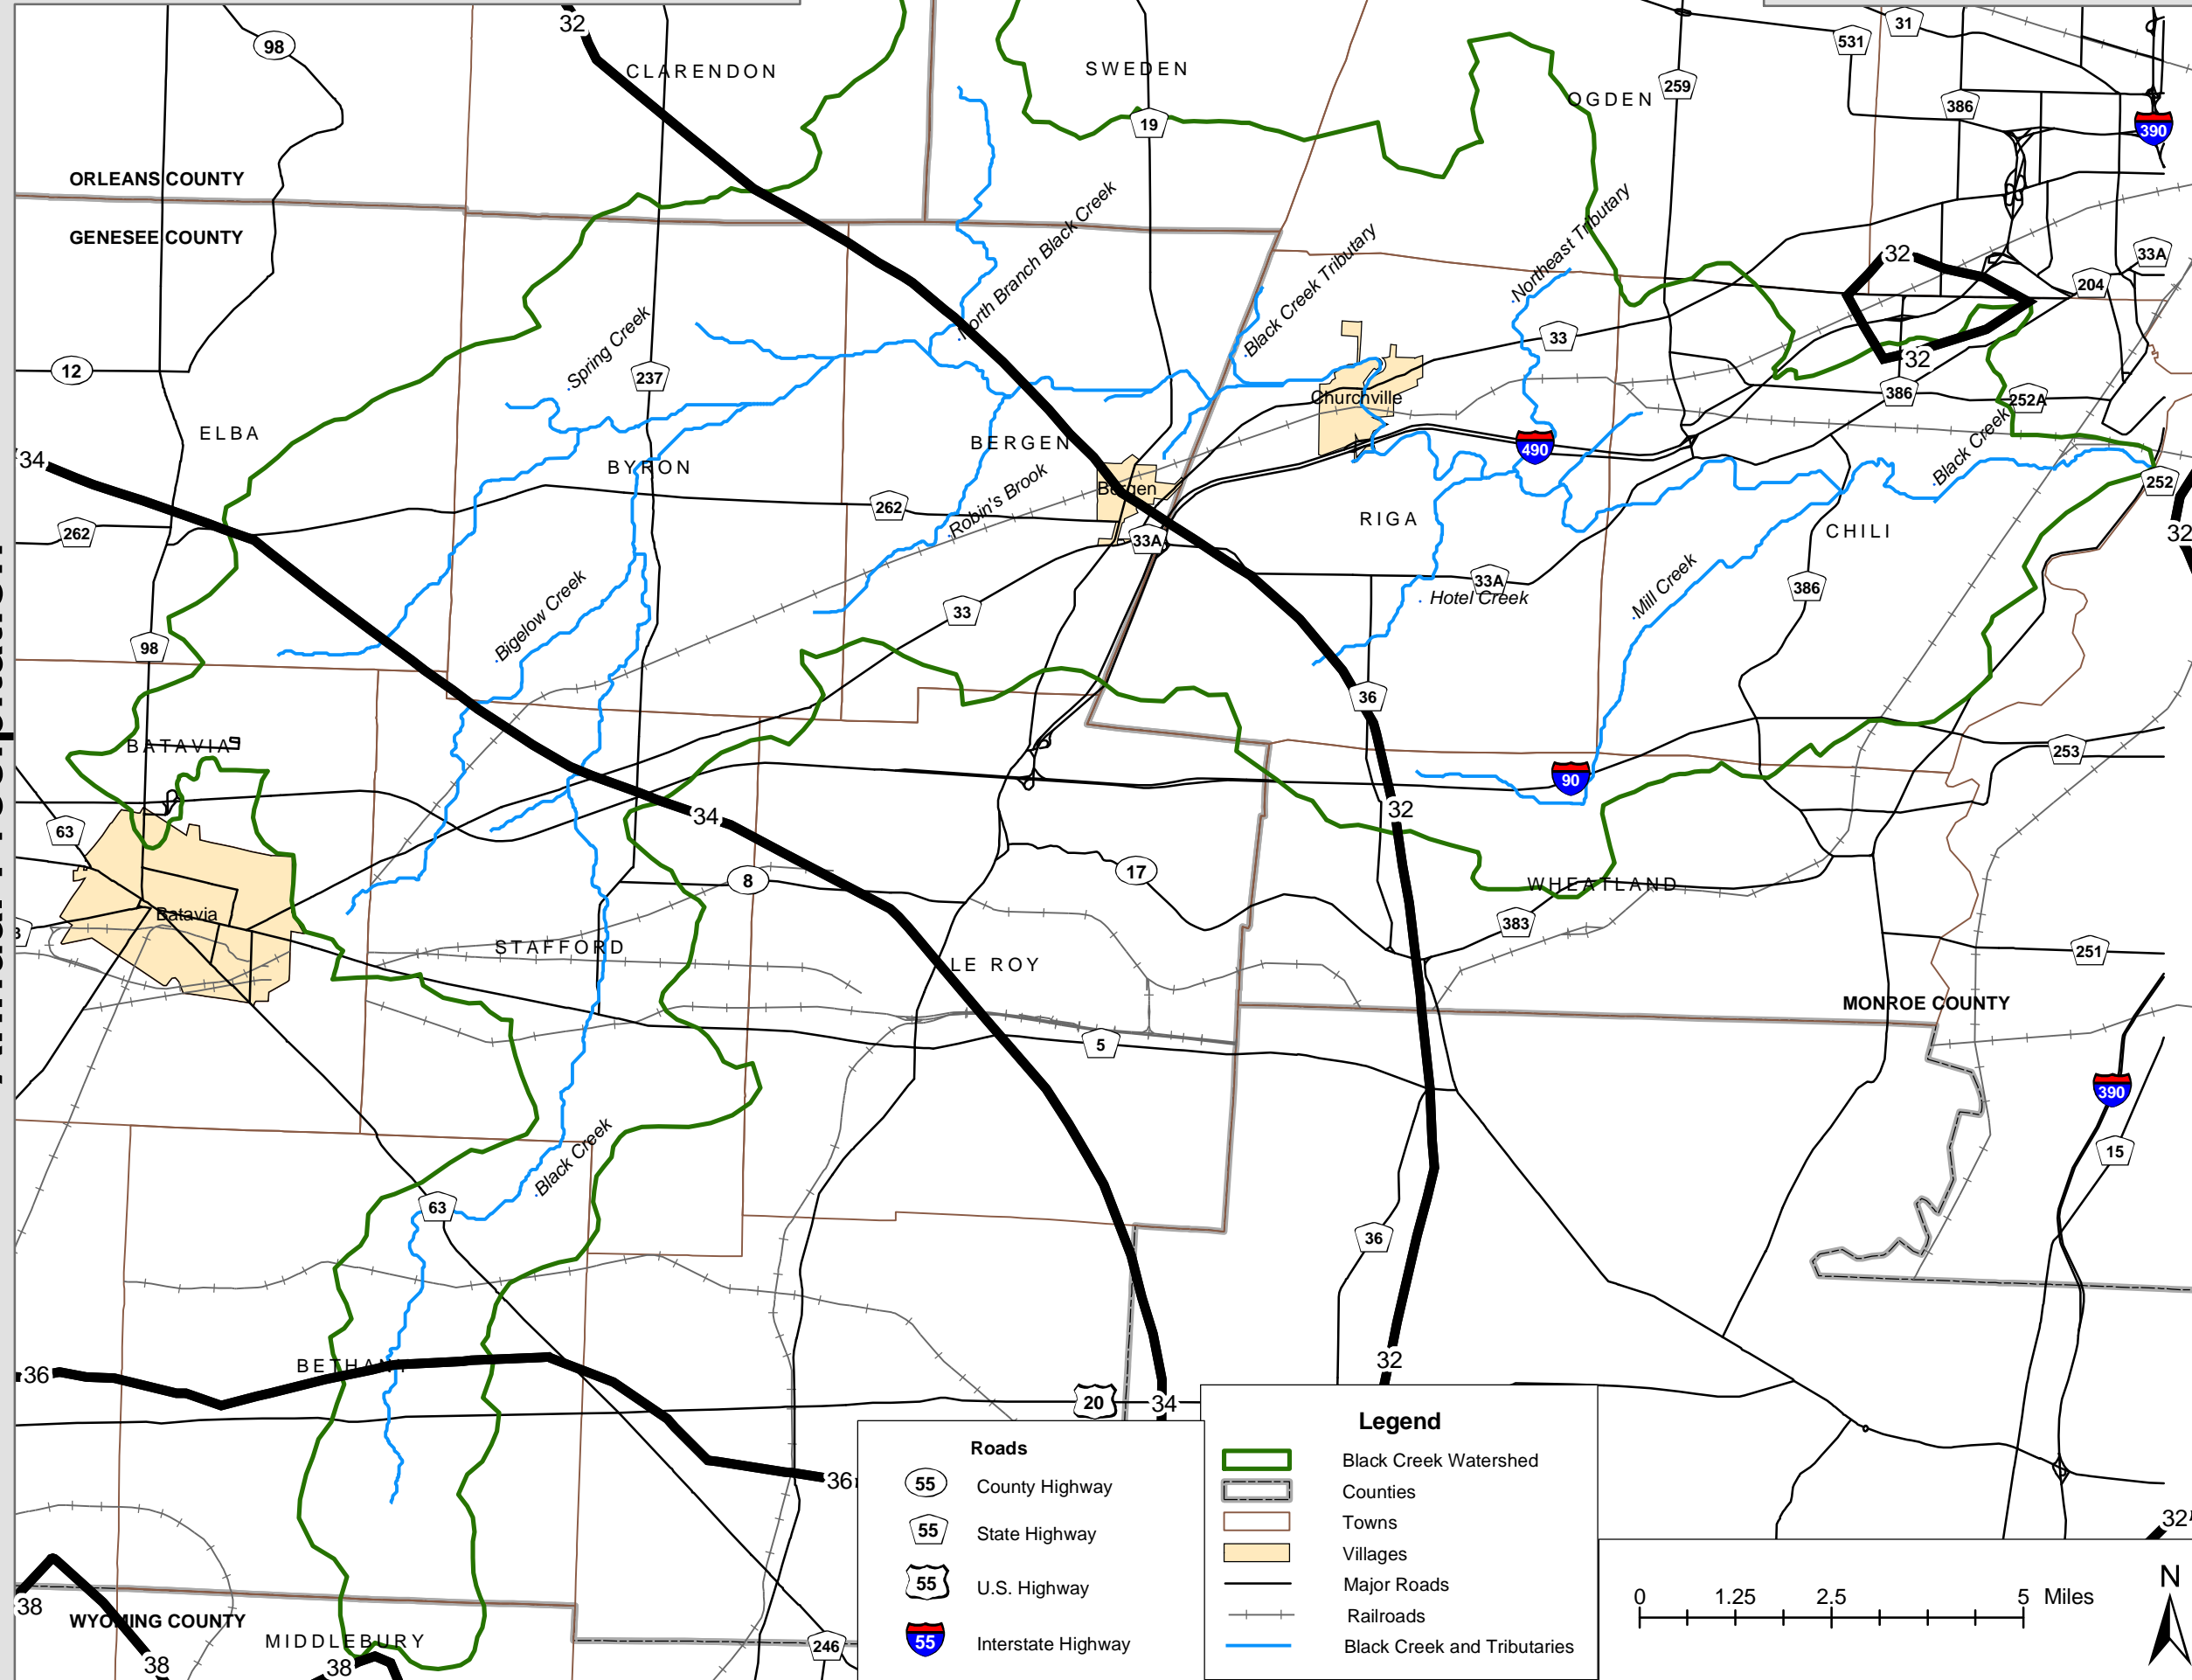 32
98
CLARENDON
SWEDEN
OGDEN
259
531
31
386
390
19
ORLEANS COUNTY
GENESEE COUNTY
North Branch Black Creek
Black Creek Tributary
Northeast Tributary
32
33A
204
Spring Creek
33
32
12
237
386
252A
Churchville
ELBA
BERGEN
490
Black Creek
34
BYRON
Bergen
252
262
262
Robin's Brook
RIGA
CHILI
32
33A
33A
Hotel Creek
Mill Creek
386
Bigelow Creek
33
98
36
BATAVIA
253
90
63
34
32
8
17
WHEATLAND
Batavia
383
STAFFORD
LE ROY
251
MONROE COUNTY
5
390
Black Creek
15
63
36
32
BETHANY
36
20
34
36
Roads
55 County Highway
55 State Highway
55 U.S. Highway
55 Interstate Highway
Legend
Black Creek Watershed
Counties
Towns
Villages
Major Roads
Railroads
Black Creek and Tributaries
32
0 1.25 2.5 5 Miles
N
38
WYOMING COUNTY
MIDDLEBURY
38
38
246